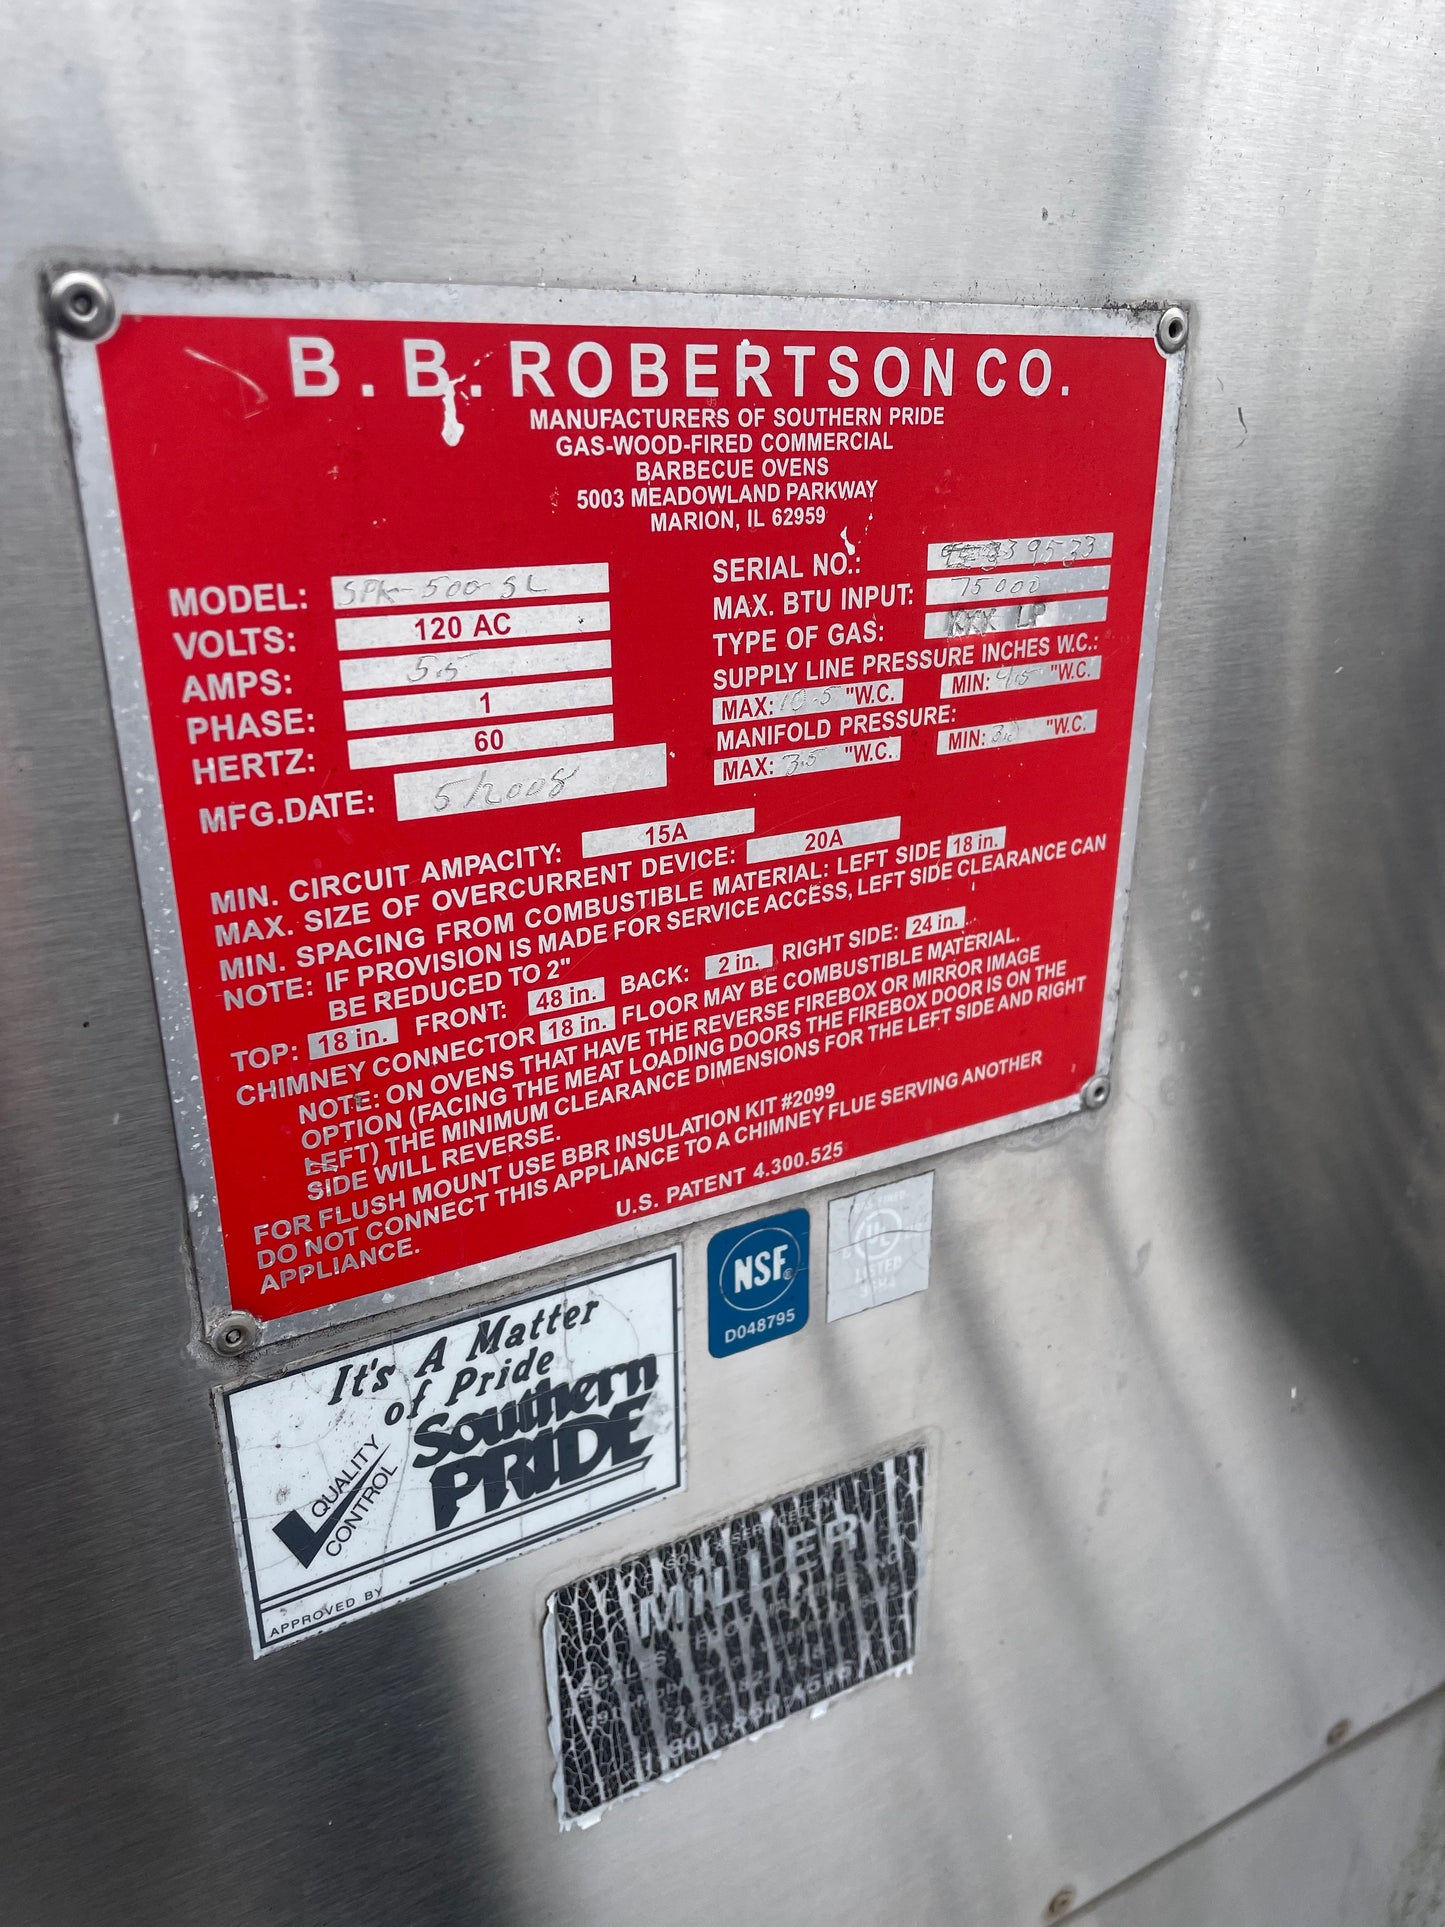 B. B. ROBERTSON CO.
MANUFACTURERS OF SOUTHERN PRIDE
GAS-WOOD-FIRED COMMERCIAL
BARBECUE OVENS
5003 MEADOWLAND PARKWAY
MARION, IL 62959
MODEL: SPK-500-SL
VOLTS: 120 AC
AMPS: 5.5
PHASE: 1
HERTZ: 60
MFG.DATE: 5/2008
SERIAL NO.: 9533
MAX. BTU INPUT: 75000
TYPE OF GAS: XXX LP
SUPPLY LINE PRESSURE INCHES W.C.:
MAX: 10.5 "W.C. MIN: "W.C.
MANIFOLD PRESSURE:
MAX: 3.5 "W.C. MIN: "W.C.
MIN. CIRCUIT AMPACITY: 15A
MAX. SIZE OF OVERCURRENT DEVICE: 20A
MIN. SPACING FROM COMBUSTIBLE MATERIAL: LEFT SIDE 18 in.
NOTE: IF PROVISION IS MADE FOR SERVICE ACCESS, LEFT SIDE CLEARANCE CAN
BE REDUCED TO 2"
TOP: 18 in. FRONT: 48 in. BACK: 2 in. RIGHT SIDE: 24 in.
CHIMNEY CONNECTOR 18 in. FLOOR MAY BE COMBUSTIBLE MATERIAL.
NOTE: ON OVENS THAT HAVE THE REVERSE FIREBOX OR MIRROR IMAGE
OPTION (FACING THE MEAT LOADING DOORS THE FIREBOX DOOR IS ON THE
LEFT) THE MINIMUM CLEARANCE DIMENSIONS FOR THE LEFT SIDE AND RIGHT
SIDE WILL REVERSE.
FOR FLUSH MOUNT USE BBR INSULATION KIT #2099
DO NOT CONNECT THIS APPLIANCE TO A CHIMNEY FLUE SERVING ANOTHER
APPLIANCE.
U.S. PATENT 4.300.525
NSF®
D048795
UL
LISTED
It's A Matter
of Pride
Southern
PRIDE
QUALITY
CONTROL
APPROVED BY
MILLER
SCALES